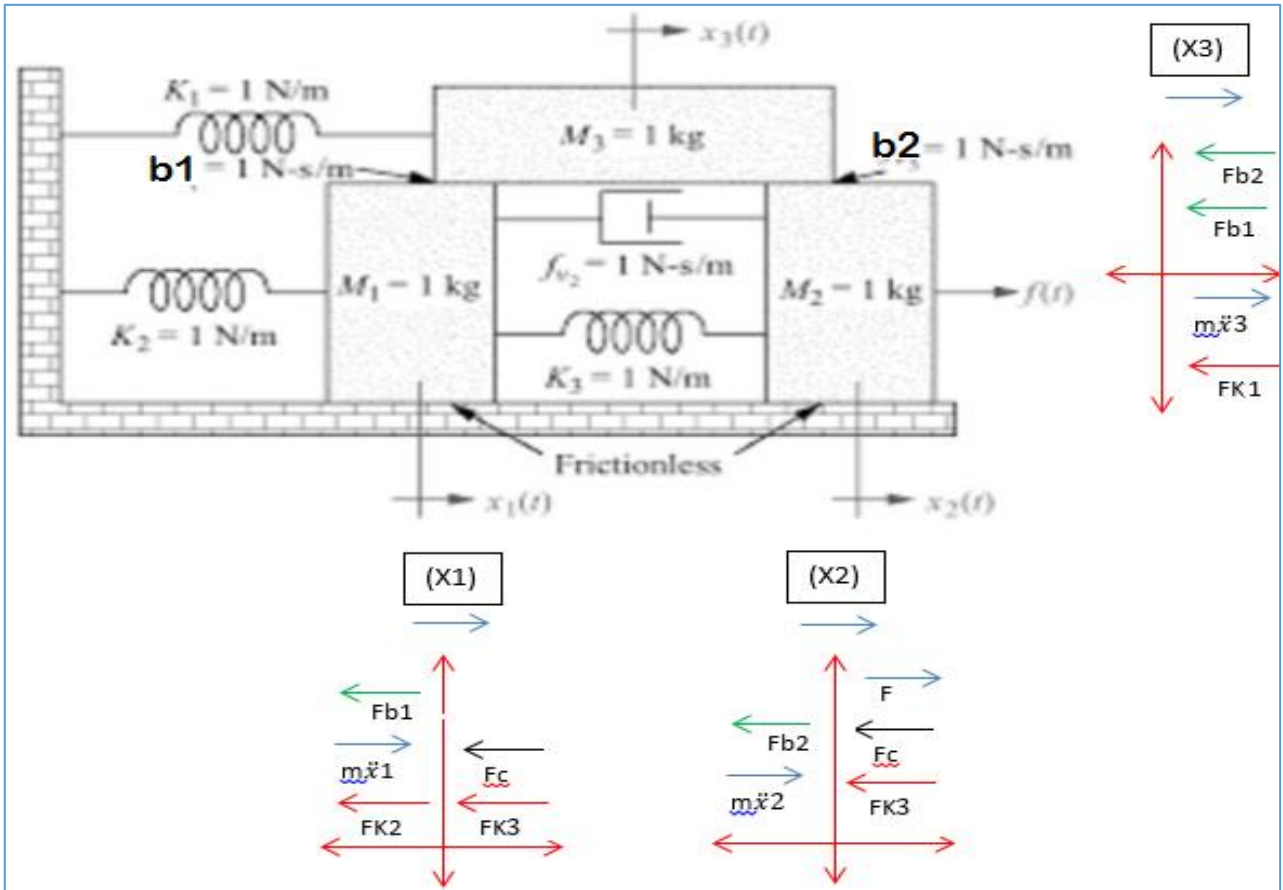 x₃(t)
(X3)
K₁ = 1 N/m
M₃ = 1 kg
b1 = 1 N-s/m
b2 = 1 N-s/m
Fb2
Fb1
fᵥ₂ = 1 N-s/m
M₁ = 1 kg
M₂ = 1 kg
f(t)
mẍ3
K₂ = 1 N/m
K₃ = 1 N/m
FK1
Frictionless
x₁(t)
x₂(t)
(X1)
(X2)
Fb1
F
mẍ1
Fc
Fb2
Fc
mẍ2
FK2
FK3
FK3